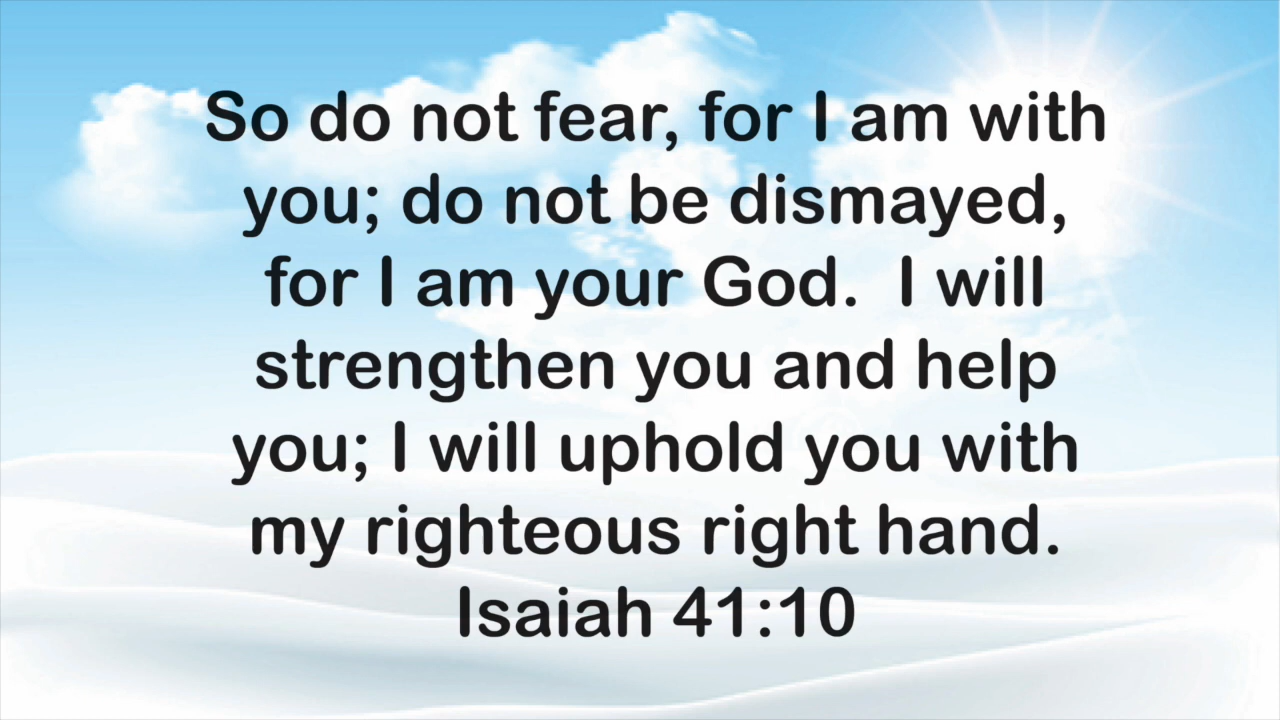 So do not fear, for I am with
you; do not be dismayed,
for I am your God.  I will
strengthen you and help
you; I will uphold you with
my righteous right hand.
Isaiah 41:10